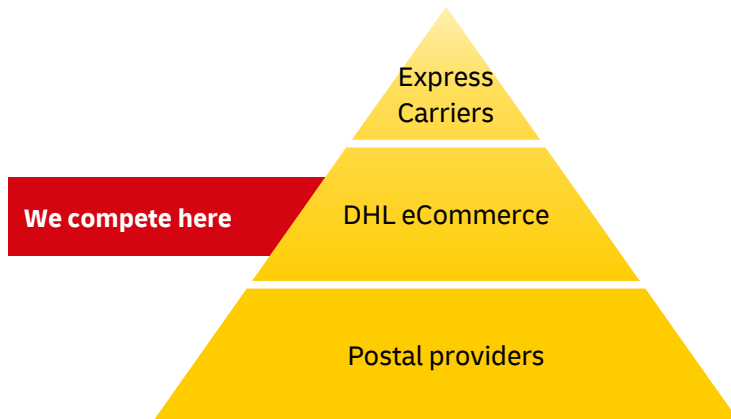 Express
Carriers
We compete here
DHL eCommerce
Postal providers